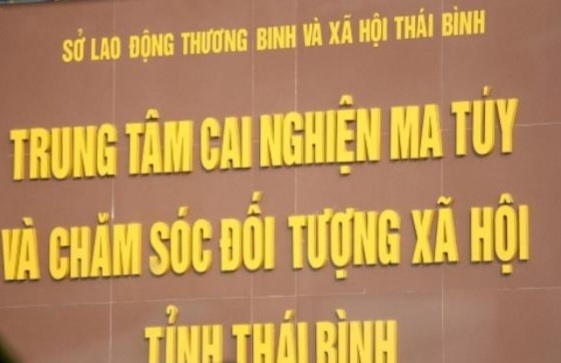 SỞ LAO ĐỘNG THƯƠNG BINH VÀ XÃ HỘI THÁI BÌNH
TRUNG TÂM CAI NGHIỆN MA TÚY
VÀ CHĂM SÓC ĐỐI TƯỢNG XÃ HỘI
TỈNH THÁI BÌNH